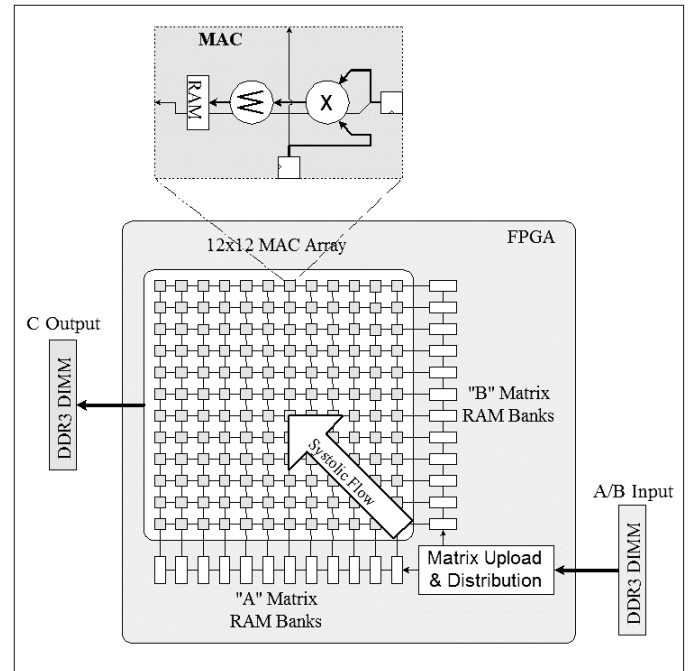 MAC
RAM
X
12x12 MAC Array
FPGA
C Output
DDR3 DIMM
"B" Matrix
RAM Banks
Systolic Flow
A/B Input
DDR3 DIMM
Matrix Upload
& Distribution
"A" Matrix
RAM Banks